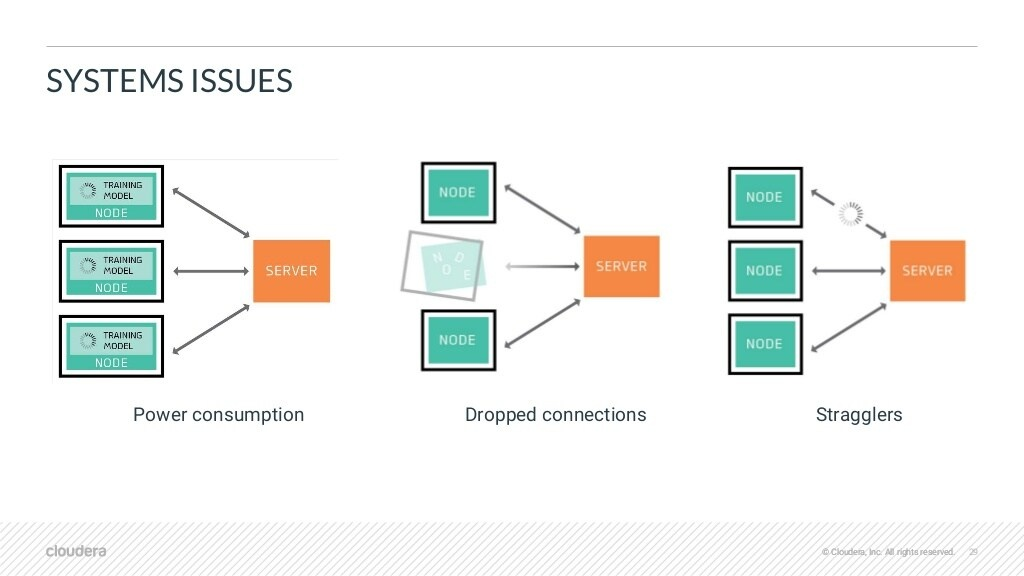 SYSTEMS ISSUES
TRAINING
MODEL
NODE
TRAINING
MODEL
NODE
TRAINING
MODEL
NODE
SERVER
Power consumption
NODE
NODE
NODE
SERVER
Dropped connections
NODE
NODE
NODE
SERVER
Stragglers
cloudera
© Cloudera, Inc. All rights reserved. 29